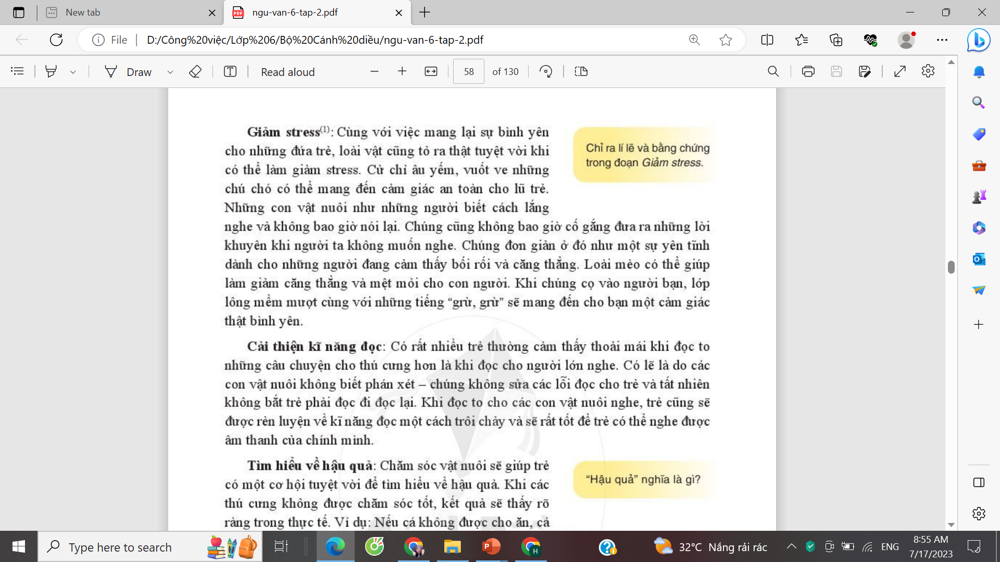 New tab
ngu-van-6-tap-2.pdf
File
D:/Công%20việc/Lớp%206/Bộ%20Cánh%20diều/ngu-van-6-tap-2.pdf
Draw
Read aloud
58 of 130
Giảm stress(1): Cùng với việc mang lại sự bình yên
cho những đứa trẻ, loài vật cũng tỏ ra thật tuyệt vời khi
có thể làm giảm stress. Cử chỉ âu yếm, vuốt ve những
chú chó có thể mang đến cảm giác an toàn cho lũ trẻ.
Những con vật nuôi như những người biết cách lắng
nghe và không bao giờ nói lại. Chúng cũng không bao giờ cố gắng đưa ra những lời
khuyên khi người ta không muốn nghe. Chúng đơn giản ở đó như một sự yên tĩnh
dành cho những người đang cảm thấy bối rối và căng thẳng. Loài mèo có thể giúp
làm giảm căng thẳng và mệt mỏi cho con người. Khi chúng cọ vào người bạn, lớp
lông mềm mượt cùng với những tiếng “grừ, grừ” sẽ mang đến cho bạn một cảm giác
thật bình yên.
Chỉ ra lí lẽ và bằng chứng
trong đoạn Giảm stress.
Cải thiện kĩ năng đọc: Có rất nhiều trẻ thường cảm thấy thoải mái khi đọc to
những câu chuyện cho thú cưng hơn là khi đọc cho người lớn nghe. Có lẽ là do các
con vật nuôi không biết phán xét – chúng không sửa các lỗi đọc cho trẻ và tất nhiên
không bắt trẻ phải đọc đi đọc lại. Khi đọc to cho các con vật nuôi nghe, trẻ cũng sẽ
được rèn luyện về kĩ năng đọc một cách trôi chảy và sẽ rất tốt để trẻ có thể nghe được
âm thanh của chính mình.
Tìm hiểu về hậu quả: Chăm sóc vật nuôi sẽ giúp trẻ
có một cơ hội tuyệt vời để tìm hiểu về hậu quả. Khi các
thú cưng không được chăm sóc tốt, kết quả sẽ thấy rõ
ràng trong thực tế. Ví dụ: Nếu cá không được cho ăn, cá
“Hậu quả” nghĩa là gì?
Type here to search
32°C Nắng rải rác
ENG
8:55 AM
7/17/2023